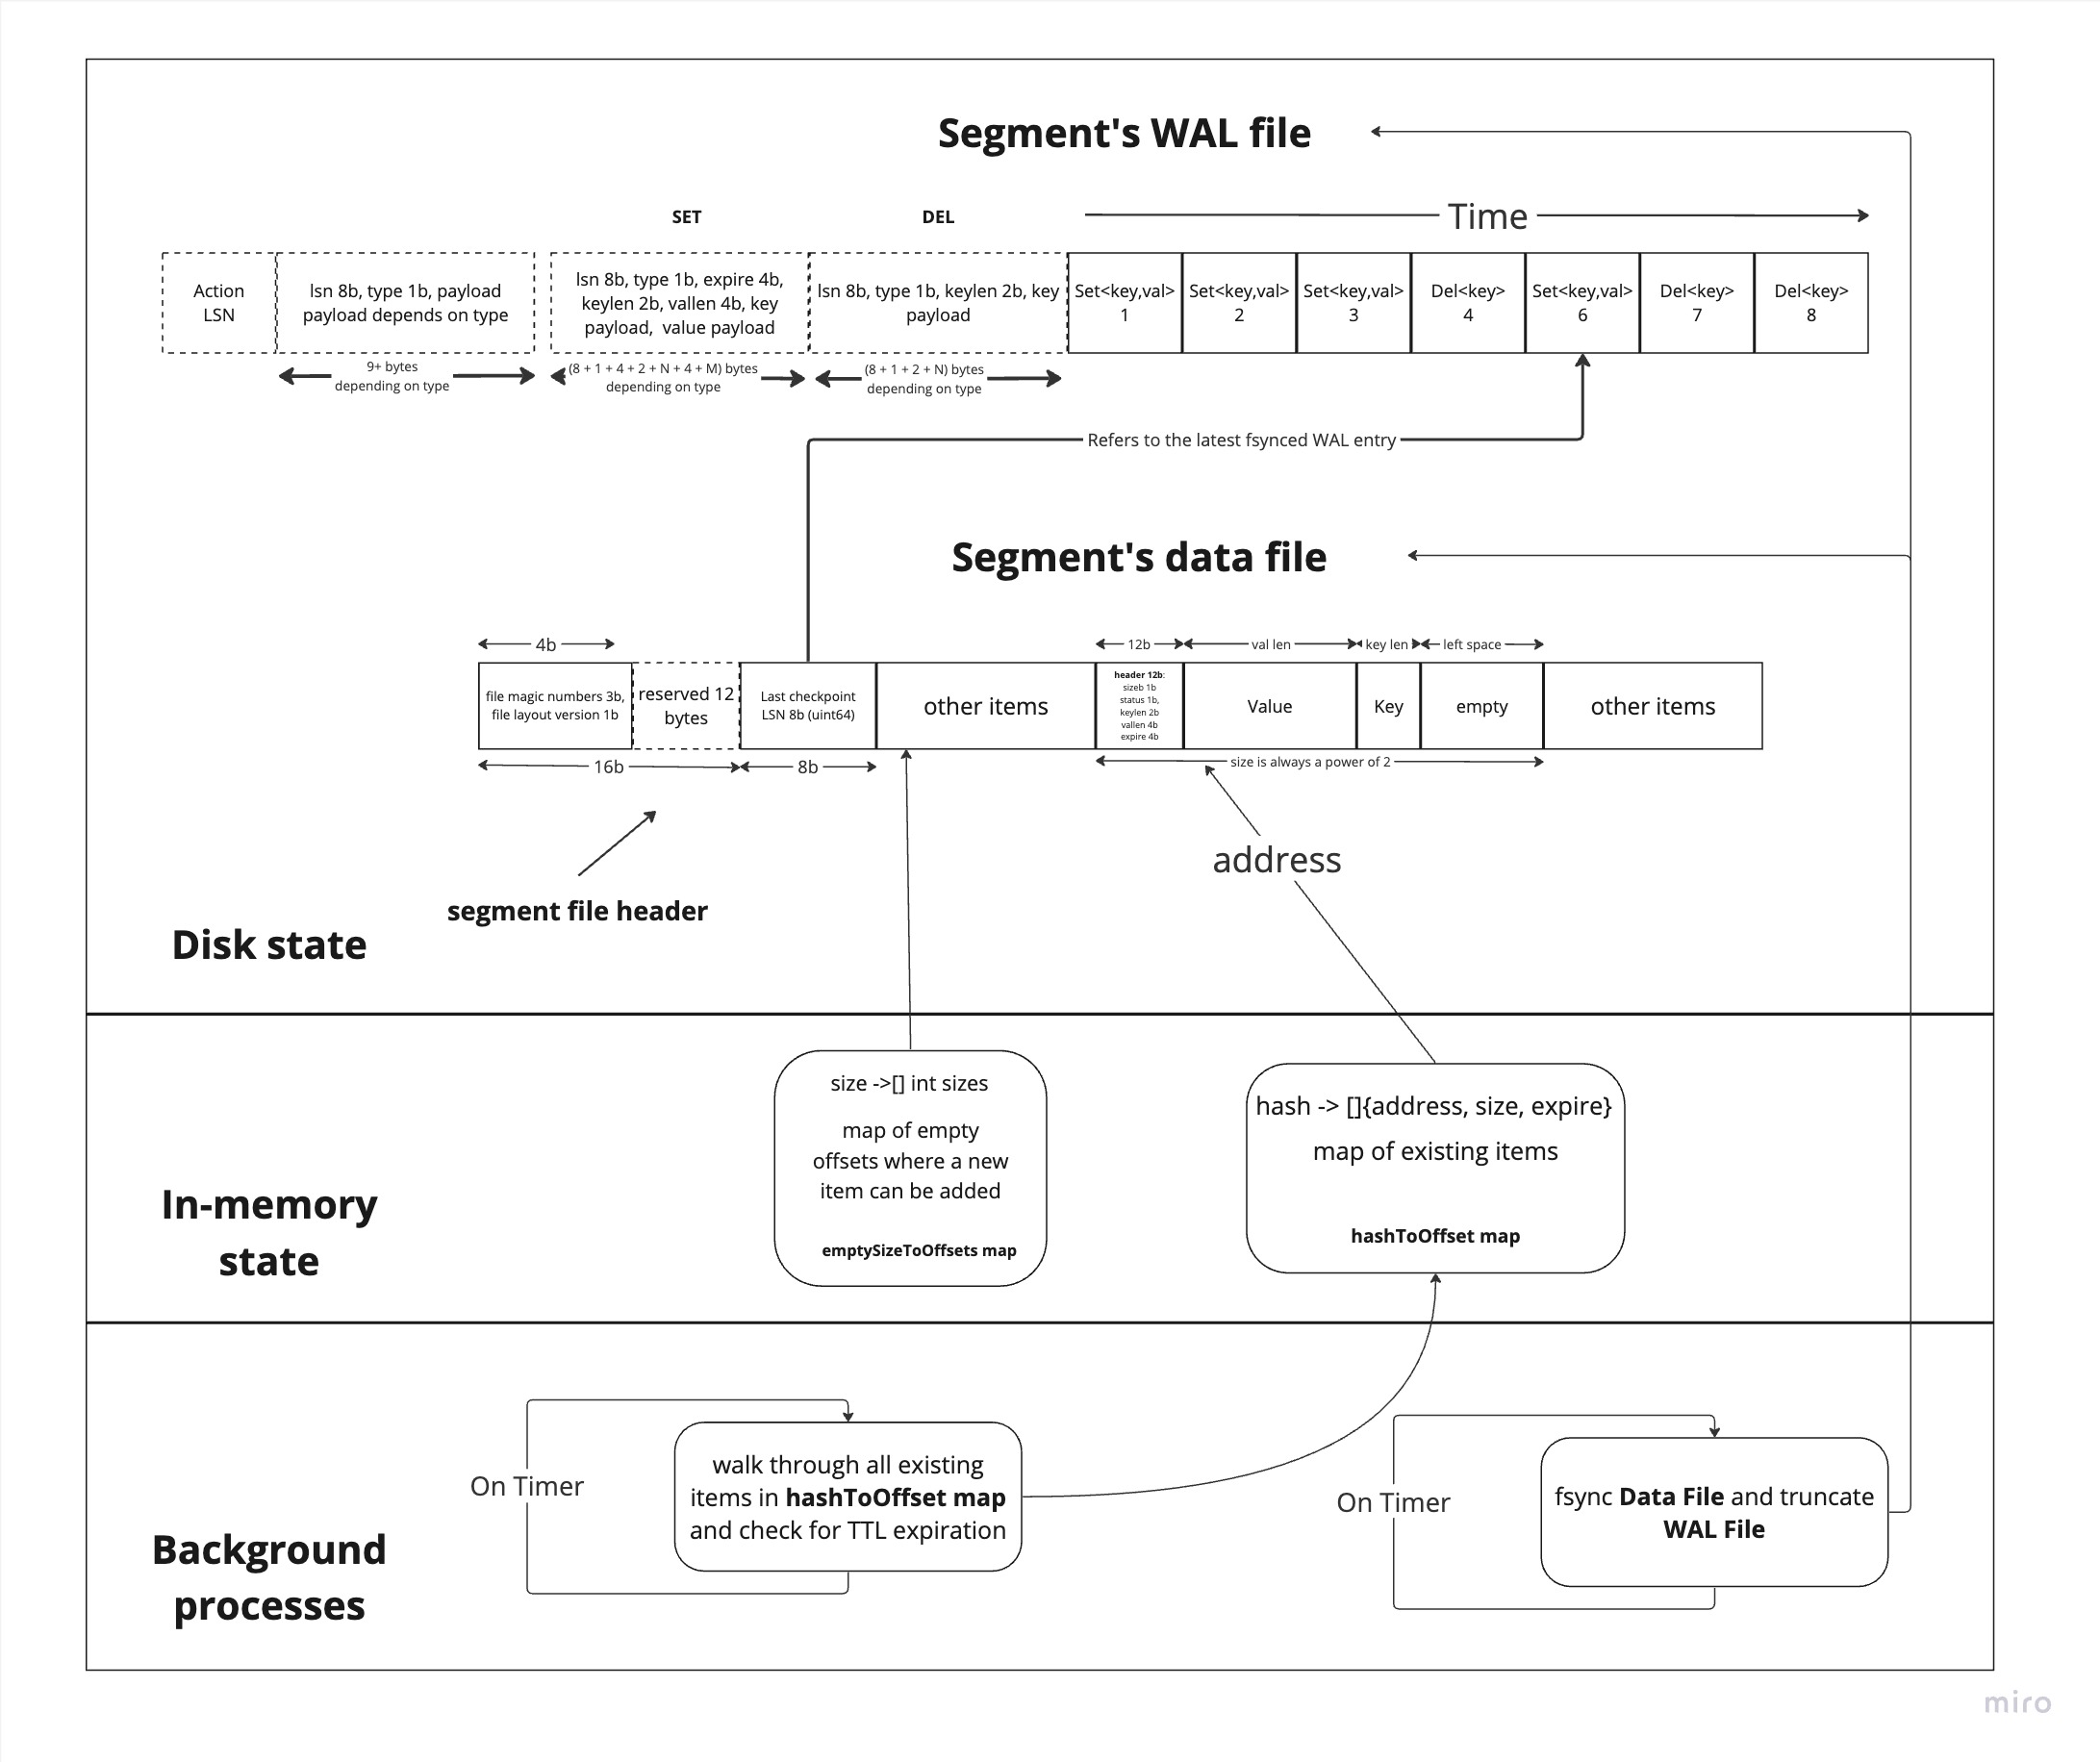 Segment's WAL file
SET
DEL
Time
Action
LSN
lsn 8b, type 1b, payload
payload depends on type
lsn 8b, type 1b, expire 4b,
keylen 2b, vallen 4b, key
payload,  value payload
lsn 8b, type 1b, keylen 2b, key
payload
Set<key,val>
1
Set<key,val>
2
Set<key,val>
3
Del<key>
4
Set<key,val>
6
Del<key>
7
Del<key>
8
9+ bytes
depending on type
(8 + 1 + 4 + 2 + N + 4 + M) bytes
depending on type
(8 + 1 + 2 + N) bytes
depending on type
Refers to the latest fsynced WAL entry
Segment's data file
4b
12b
val len
key len
left space
file magic numbers 3b,
file layout version 1b
reserved 12
bytes
Last checkpoint
LSN 8b (uint64)
other items
header 12b:
sizeb 1b
status 1b,
keylen 2b
vallen 4b
expire 4b
Value
Key
empty
other items
16b
8b
size is always a power of 2
address
segment file header
Disk state
size ->[] int sizes
map of empty
offsets where a new
item can be added
emptySizeToOffsets map
hash -> []{address, size, expire}
map of existing items
hashToOffset map
In-memory
state
On Timer
walk through all existing
items in hashToOffset map
and check for TTL expiration
On Timer
fsync Data File and truncate
WAL File
Background
processes
miro